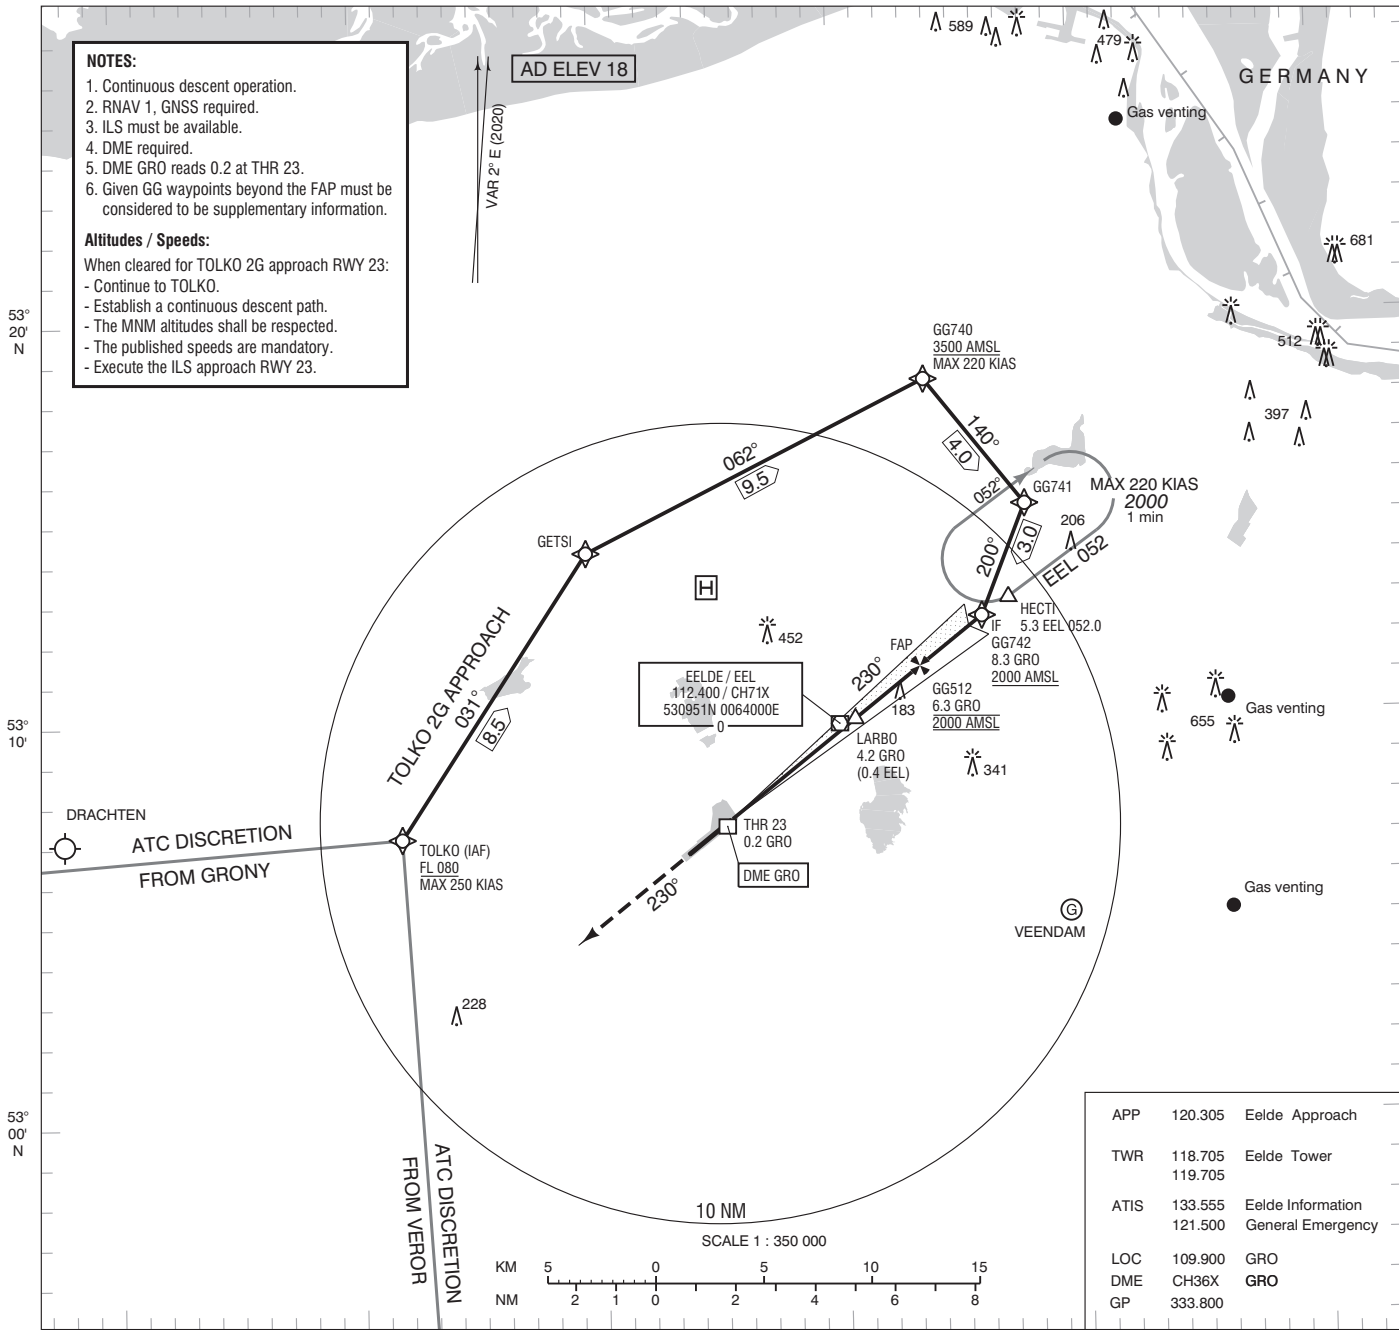 NOTES:
1. Continuous descent operation.
2. RNAV 1, GNSS required.
3. ILS must be available.
4. DME required.
5. DME GRO reads 0.2 at THR 23.
6. Given GG waypoints beyond the FAP must be
considered to be supplementary information.
Altitudes / Speeds:
When cleared for TOLKO 2G approach RWY 23:
- Continue to TOLKO.
- Establish a continuous descent path.
- The MNM altitudes shall be respected.
- The published speeds are mandatory.
- Execute the ILS approach RWY 23.
AD ELEV 18
VAR 2° E (2020)
589
479
GERMANY
Gas venting
681
512
397
53°
20'
N
GG740
3500 AMSL
MAX 220 KIAS
062°
9.5
140°
4.0
052°
GG741
MAX 220 KIAS
2000
1 min
206
200°
3.0
EEL 052
GETSI
H
452
HECTI
5.3 EEL 052.0
IF
GG742
8.3 GRO
2000 AMSL
FAP
230°
GG512
6.3 GRO
2000 AMSL
183
EELDE / EEL
112.400 / CH71X
530951N 0064000E
0
LARBO
4.2 GRO
(0.4 EEL)
341
655
Gas venting
TOLKO 2G APPROACH
031°
8.5
53°
10'
N
DRACHTEN
ATC DISCRETION
FROM GRONY
TOLKO (IAF)
FL 080
MAX 250 KIAS
THR 23
0.2 GRO
DME GRO
230°
Gas venting
G
VEENDAM
228
53°
00'
N
ATC DISCRETION
FROM VEROR
10 NM
SCALE 1 : 350 000
KM 5 0 5 10 15
NM 2 1 0 2 4 6 8
APP 120.305 Eelde Approach
TWR 118.705 Eelde Tower
119.705
ATIS 133.555 Eelde Information
121.500 General Emergency
LOC 109.900 GRO
DME CH36X GRO
GP 333.800